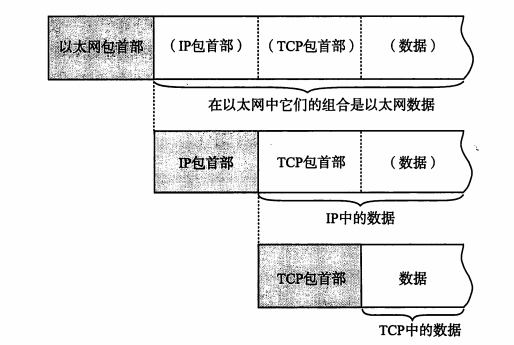 以太网包首部 （IP包首部） （TCP包首部） （数据）
在以太网中它们的组合是以太网数据
IP包首部 TCP包首部 （数据）
IP中的数据
TCP包首部 数据
TCP中的数据